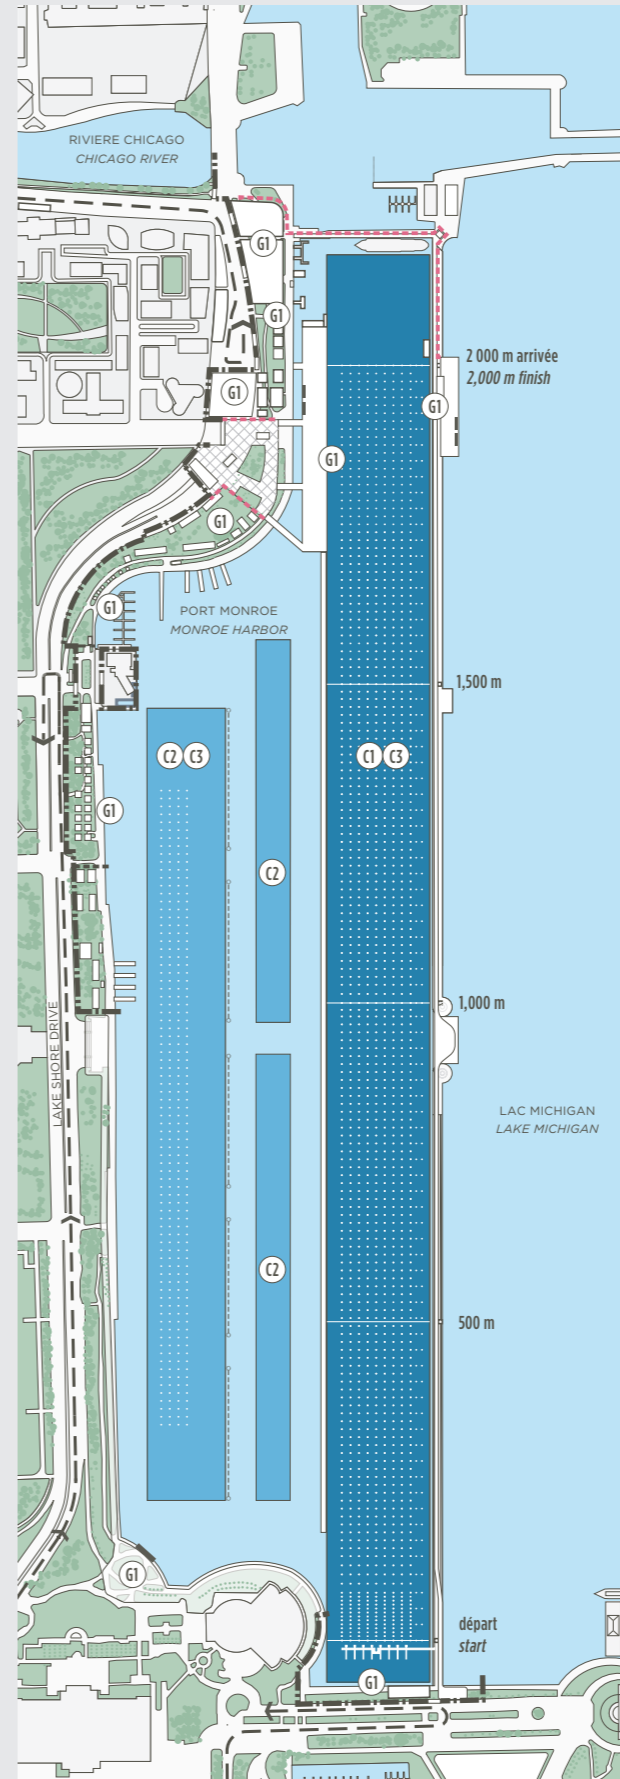 RIVIERE CHICAGO
CHICAGO RIVER
G1
G1
2 000 m arrivée
2,000 m finish
G1
G1
G1
G1
PORT MONROE
MONROE HARBOR
G1
1,500 m
C2 C3
C1 C3
G1
C2
1,000 m
LAKE SHORE DRIVE
LAC MICHIGAN
LAKE MICHIGAN
C2
500 m
G1
départ
start
G1